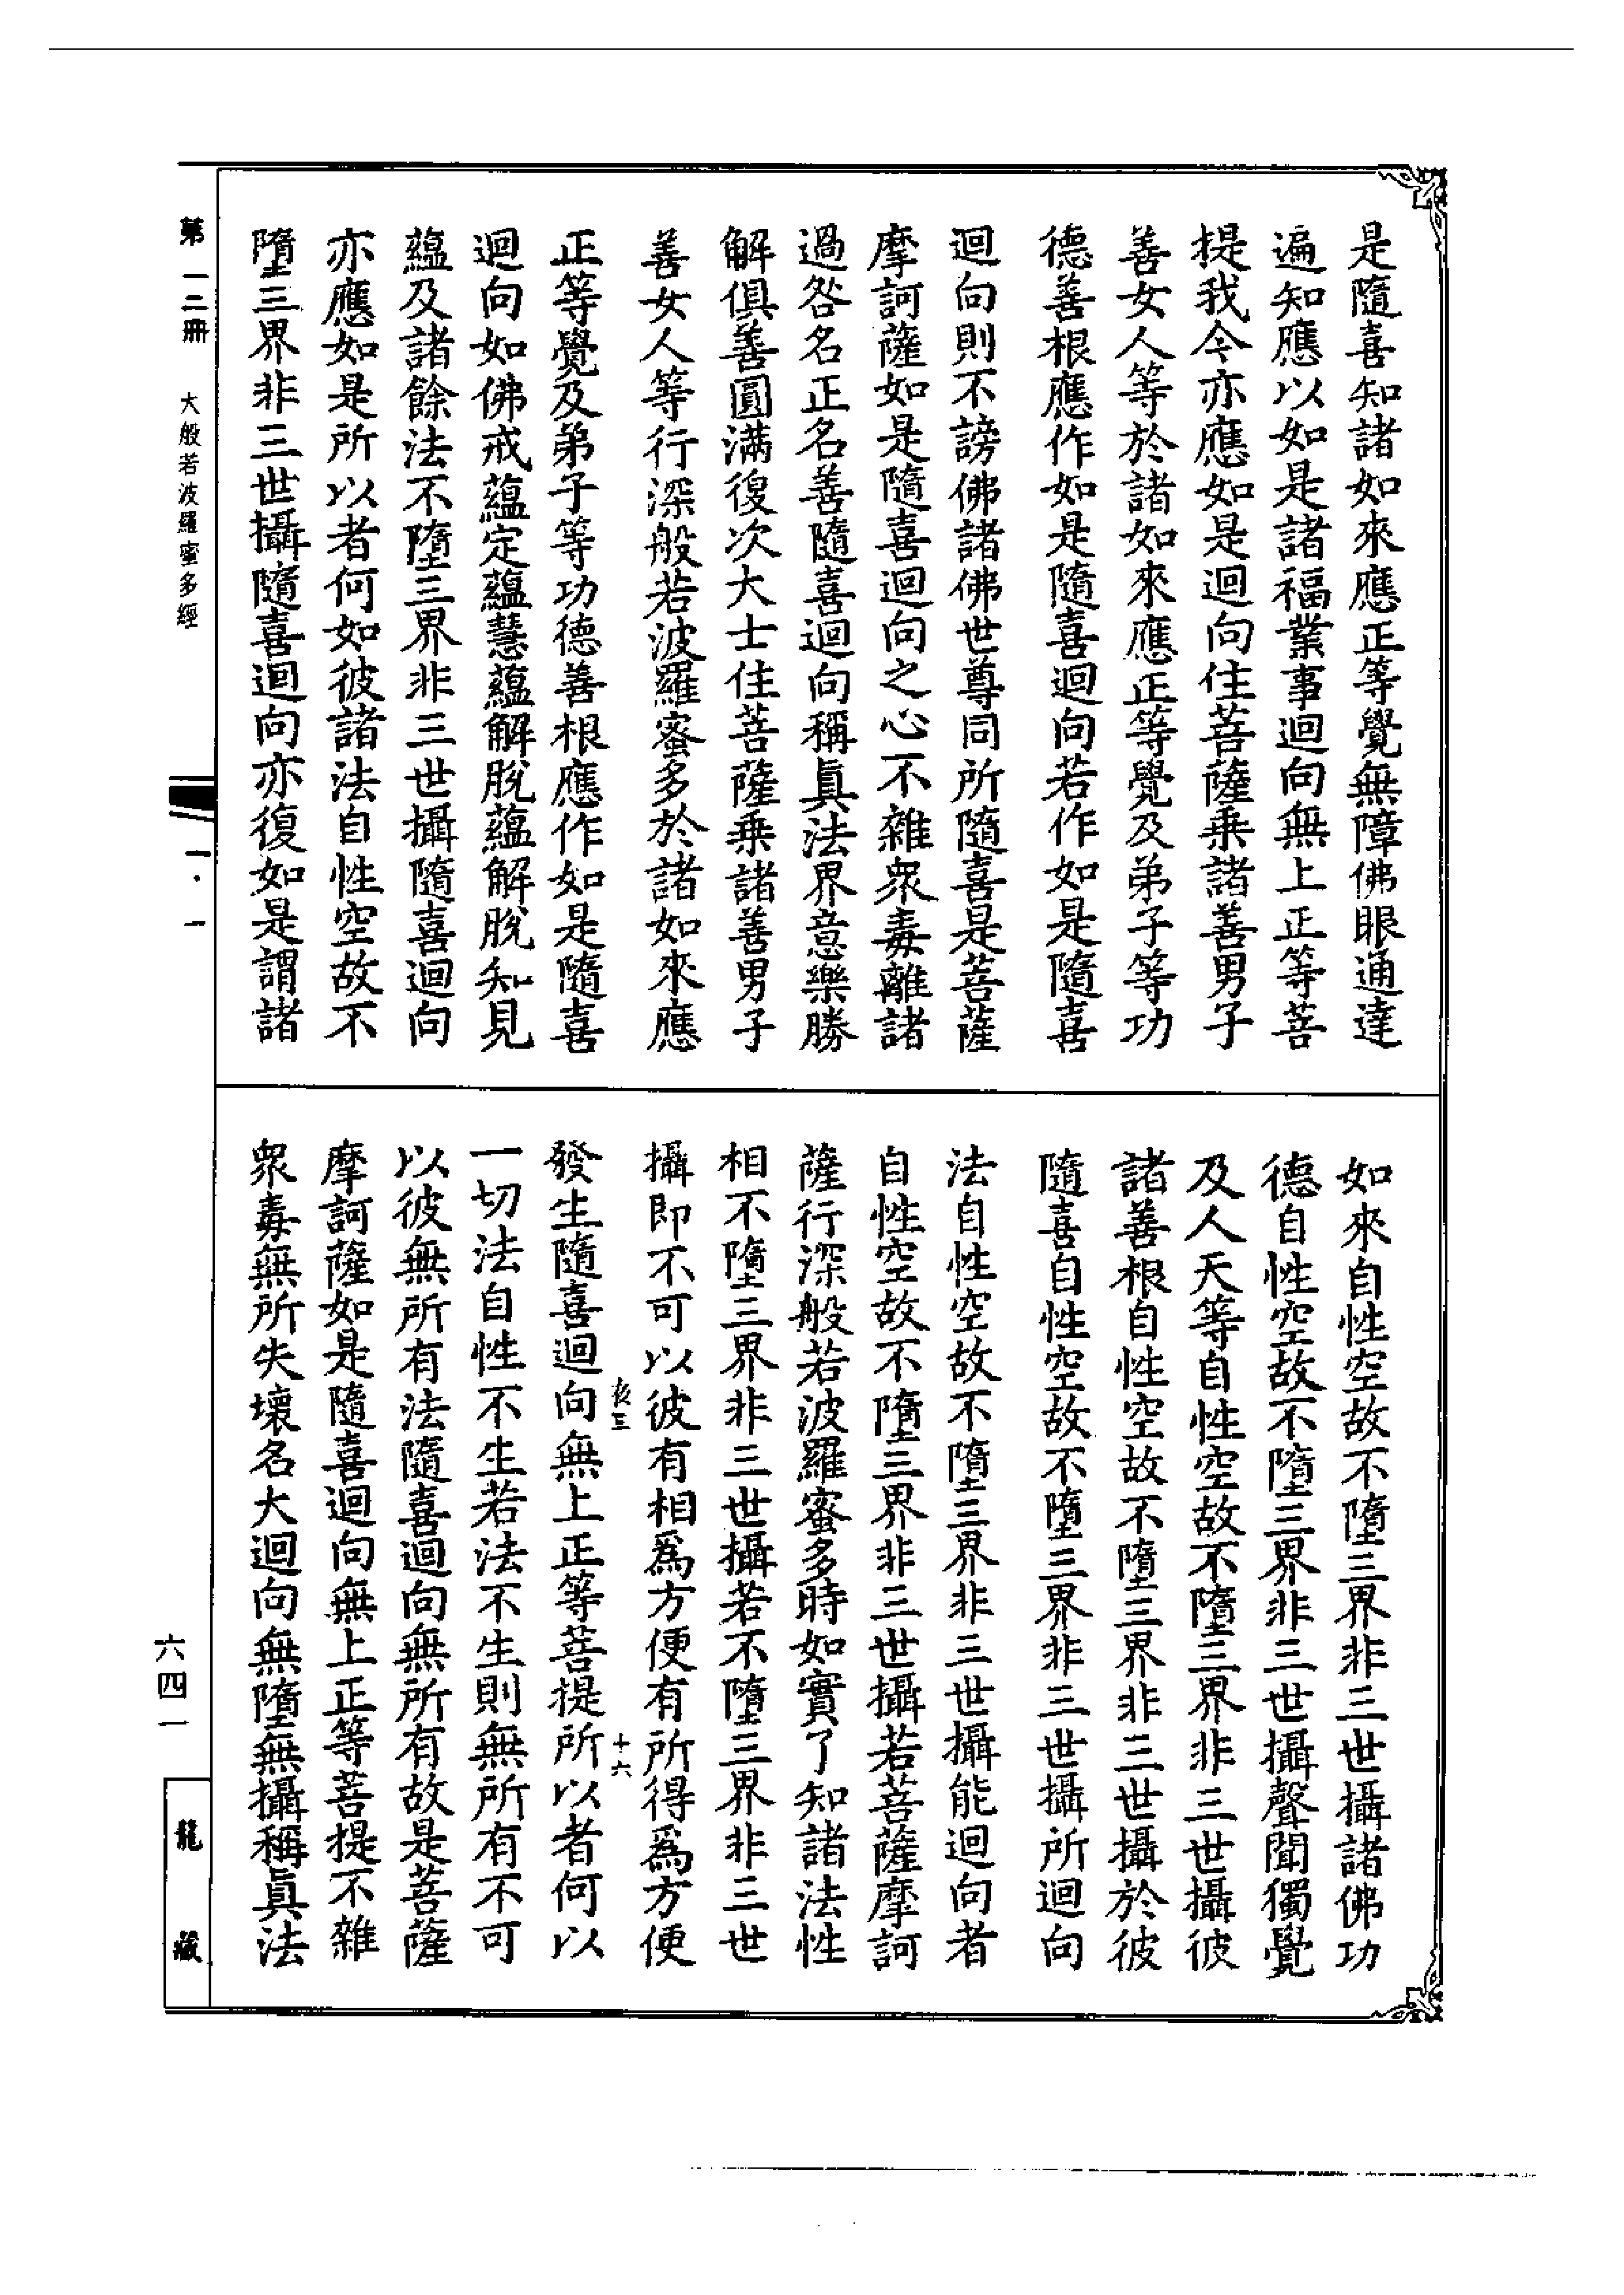 是隨喜知諸如來應正等覺無障佛眼通達
遍知應以如是諸福業事迴向無上正等菩
提我今亦應如是迴向住菩薩乘諸善男子
善女人等於諸如來應正等覺及弟子等功
德善根應作如是隨喜迴向若作如是隨喜
迴向則不謗佛諸佛世尊同所隨喜是菩薩
摩訶薩如是隨喜迴向之心不雜衆毒離諸
過咎名正名善隨喜迴向稱眞法界意樂勝
解俱善圓滿復次大士住菩薩乘諸善男子
善女人等行深般若波羅蜜多於諸如來應
正等覺及弟子等功德善根應作如是隨喜
迴向如佛戒蘊定蘊慧蘊解脫蘊解脫知見
蘊及諸餘法不墮三界非三世攝隨喜迴向
亦應如是所以者何如彼諸法自性空故不
墮三界非三世攝隨喜迴向亦復如是謂諸
如來自性空故不墮三界非三世攝諸佛功
德自性空故不墮三界非三世攝聲聞獨覺
及人天等自性空故不墮三界非三世攝彼
諸善根自性空故不墮三界非三世攝於彼
隨喜自性空故不墮三界非三世攝所迴向
法自性空故不墮三界非三世攝能迴向者
自性空故不墮三界非三世攝若菩薩摩訶
薩行深般若波羅蜜多時如實了知諸法性
相不墮三界非三世攝若不墮三界非三世
攝即不可以彼有相爲方便有所得爲方便
夜三 十六
發生隨喜迴向無上正等菩提所以者何以
一切法自性不生若法不生則無所有不可
以彼無所有法隨喜迴向無所有故是菩薩
摩訶薩如是隨喜迴向無上正等菩提不雜
衆毒無所失壞名大迴向無墮無攝稱眞法
第一二冊 大般若波羅蜜多經 一·一
六四一
龍藏